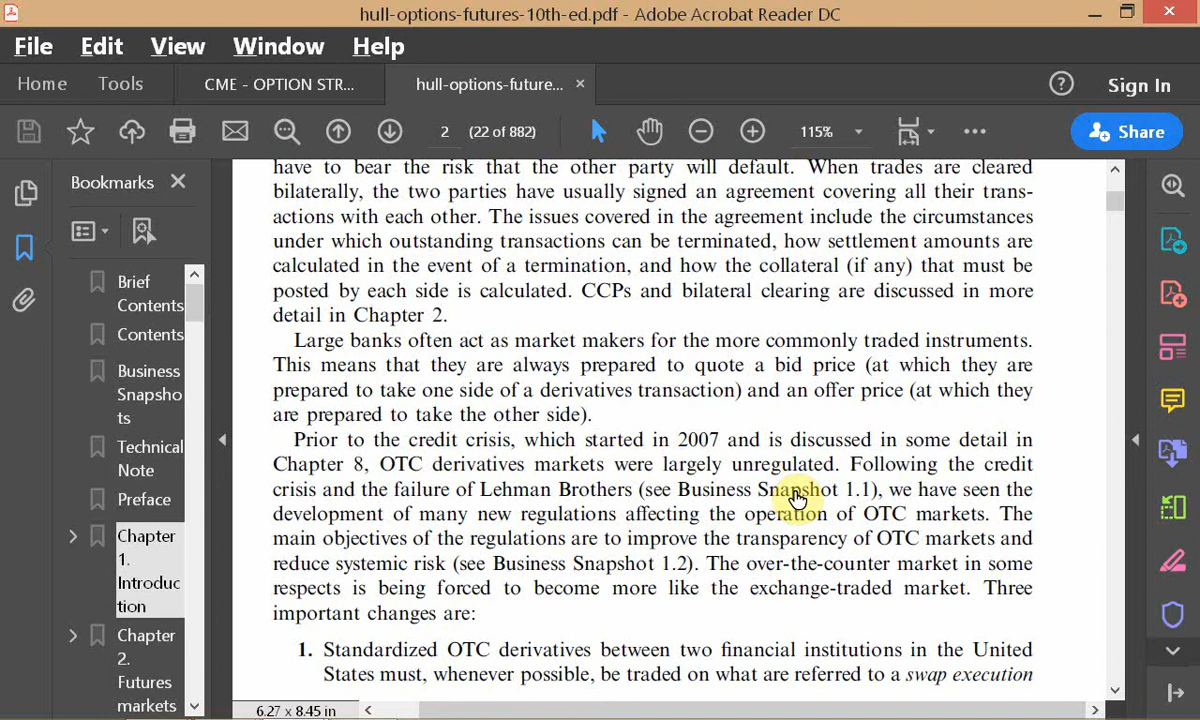 hull-options-futures-10th-ed.pdf - Adobe Acrobat Reader DC
File Edit View Window Help
Home Tools CME - OPTION STR... hull-options-future... × Sign In
2 (22 of 882) 115% Share
Bookmarks
Brief
Contents
Contents
Business
Snapsho
ts
Technical
Note
Preface
Chapter
1.
Introduc
tion
Chapter
2.
Futures
markets
have to bear the risk that the other party will default. When trades are cleared
bilaterally, the two parties have usually signed an agreement covering all their trans-
actions with each other. The issues covered in the agreement include the circumstances
under which outstanding transactions can be terminated, how settlement amounts are
calculated in the event of a termination, and how the collateral (if any) that must be
posted by each side is calculated. CCPs and bilateral clearing are discussed in more
detail in Chapter 2.
Large banks often act as market makers for the more commonly traded instruments.
This means that they are always prepared to quote a bid price (at which they are
prepared to take one side of a derivatives transaction) and an offer price (at which they
are prepared to take the other side).
Prior to the credit crisis, which started in 2007 and is discussed in some detail in
Chapter 8, OTC derivatives markets were largely unregulated. Following the credit
crisis and the failure of Lehman Brothers (see Business Snapshot 1.1), we have seen the
development of many new regulations affecting the operation of OTC markets. The
main objectives of the regulations are to improve the transparency of OTC markets and
reduce systemic risk (see Business Snapshot 1.2). The over-the-counter market in some
respects is being forced to become more like the exchange-traded market. Three
important changes are:
1. Standardized OTC derivatives between two financial institutions in the United
States must, whenever possible, be traded on what are referred to a swap execution
6.27 x 8.45 in